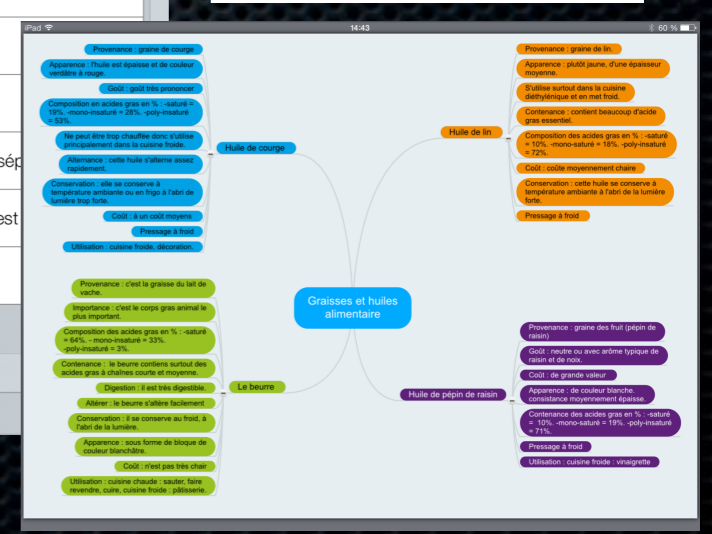 sép
est
iPad
14:43
60 %
Provenance : graine de courge
Apparence : l'huile est épaisse et de couleur
verdâtre à rouge.
Goût : goût très prononcer
Composition en acides gras en % : -saturé =
19%. -mono-insaturé = 28%. -poly-insature
= 53%.
Ne peut être trop chauffée donc s'utilise
principalement dans la cuisine froide.
Alternance : cette huile s'alterne assez
rapidement.
Conservation : elle se conserve à
température ambiante ou en frigo à l'abri de
lumière trop forte.
Coût : à un coût moyens
Pressage à froid
Utilisation : cuisine froide, décoration.
Huile de courge
Provenance : c'est la graisse du lait de
vache.
Importance : c'est le corps gras animal le
plus important.
Composition des acides gras en % : -saturé
= 64%. - mono-insaturé = 33%.
-poly-insaturé = 3%.
Contenance : le beurre contiens surtout des
acides gras à chaînes courte et moyenne.
Digestion : il est très digestible.
Altérer : le beurre s'altère facilement
Conservation : il se conserve au froid, à
l'abri de la lumière.
Apparence : sous forme de bloque de
couleur blanchâtre.
Coût : n'est pas très chair
Utilisation : cuisine chaude : sauter, faire
revendre, cuire, cuisine froide : pâtisserie.
Le beurre
Graisses et huiles
alimentaire
Huile de lin
Provenance : graine de lin.
Apparence : plutôt jaune, d'une épaisseur
moyenne.
S'utilise surtout dans la cuisine
diéthylénique et en met froid.
Contenance : contient beaucoup d'acide
gras essentiel.
Composition des acides gras en % : -saturé
= 10%. -mono-saturé = 18%. -poly-insaturé
= 72%.
Coût : coûte moyennement chaire
Conservation : cette huile se conserve à
température ambiante à l'abri de la lumière
forte.
Pressage à froid
Huile de pépin de raisin
Provenance : graine des fruit (pépin de
raisin)
Goût : neutre ou avec arôme typique de
raisin et de noix.
Coût : de grande valeur
Apparence : de couleur blanche.
consistance moyennement épaisse.
Contenance des acides gras en % : -saturé
= 10%. -mono-saturé = 19%. -poly-insaturé
= 71%.
Pressage à froid
Utilisation : cuisine froide : vinaigrette